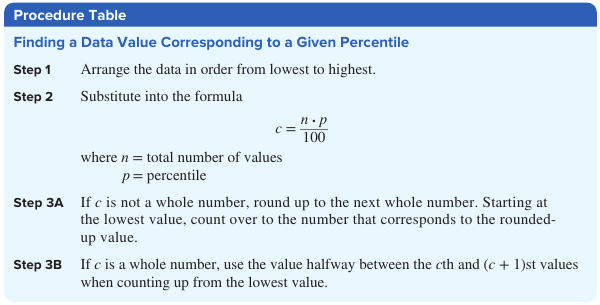 Procedure Table
Finding a Data Value Corresponding to a Given Percentile
Step 1 Arrange the data in order from lowest to highest.
Step 2 Substitute into the formula
c = n · p / 100
where n = total number of values
p = percentile
Step 3A If c is not a whole number, round up to the next whole number. Starting at
the lowest value, count over to the number that corresponds to the rounded-
up value.
Step 3B If c is a whole number, use the value halfway between the cth and (c + 1)st values
when counting up from the lowest value.